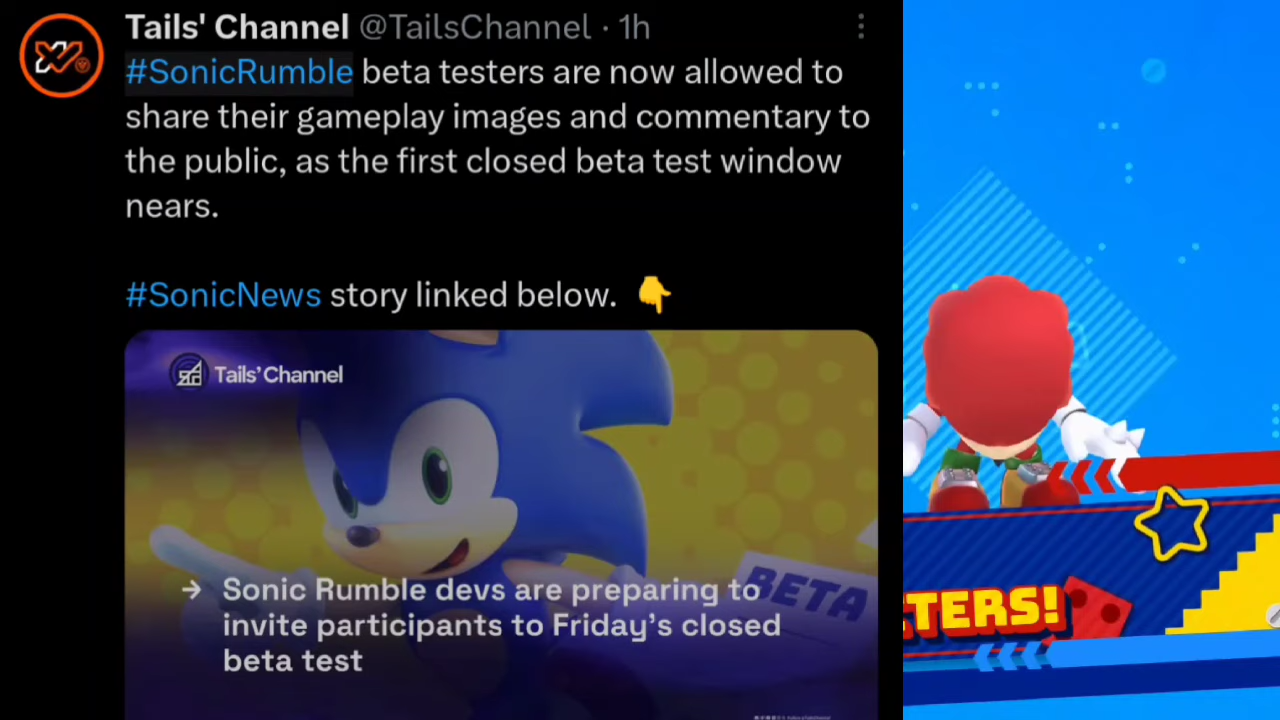 Tails' Channel @TailsChannel · 1h
#SonicRumble beta testers are now allowed to
share their gameplay images and commentary to
the public, as the first closed beta test window
nears.
#SonicNews story linked below. 👇
Tails' Channel
BETA
→ Sonic Rumble devs are preparing to
invite participants to Friday's closed
beta test
TERS!